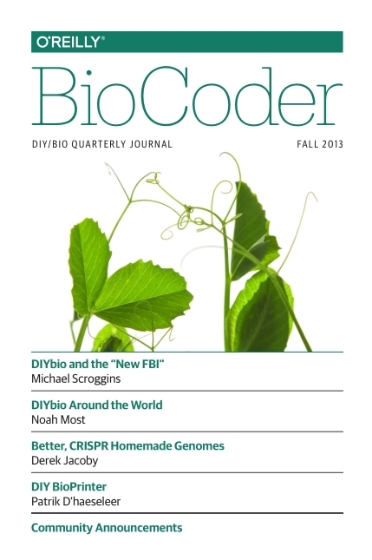 O'REILLY®
BioCoder
DIY/BIO QUARTERLY JOURNAL FALL 2013
DIYbio and the "New FBI"
Michael Scroggins
DIYbio Around the World
Noah Most
Better, CRISPR Homemade Genomes
Derek Jacoby
DIY BioPrinter
Patrik D'haeseleer
Community Announcements